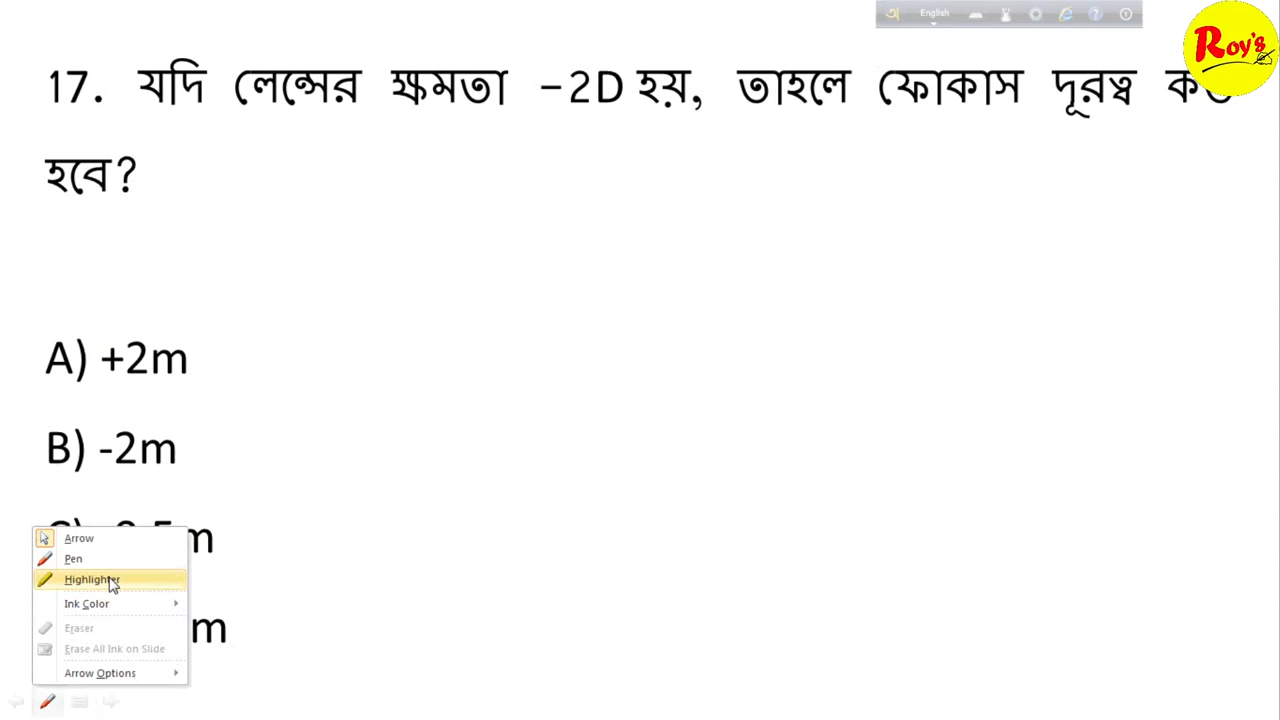 English
Roy's
17. যদি লেন্সের ক্ষমতা –2D হয়, তাহলে ফোকাস দূরত্ব কত
হবে?
A) +2m
B) -2m
Arrow
Pen
Highlighter
Ink Color
Eraser
Erase All Ink on Slide
Arrow Options